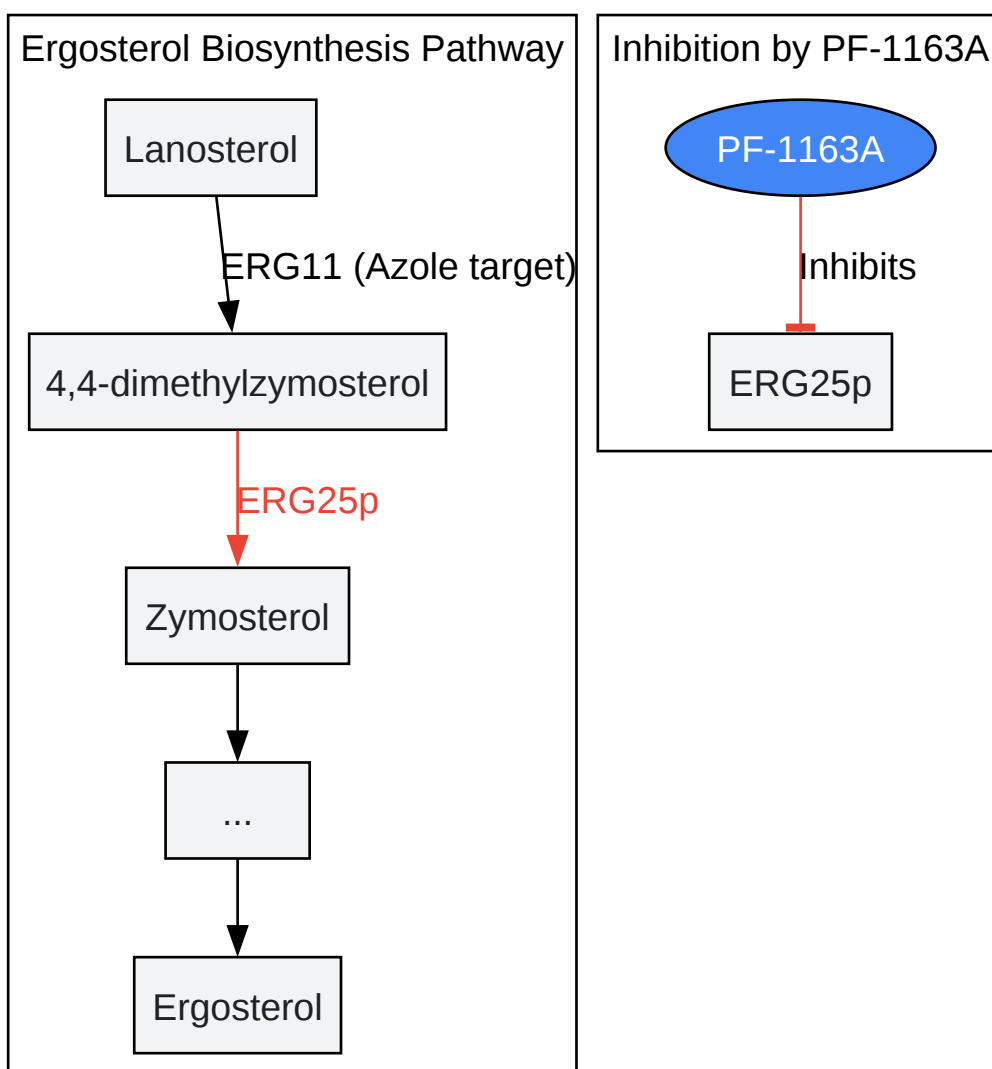 Ergosterol Biosynthesis Pathway
Lanosterol
ERG11 (Azole target)
4,4-dimethylzymosterol
ERG25p
Zymosterol
...
Ergosterol
Inhibition by PF-1163A
PF-1163A
Inhibits
ERG25p